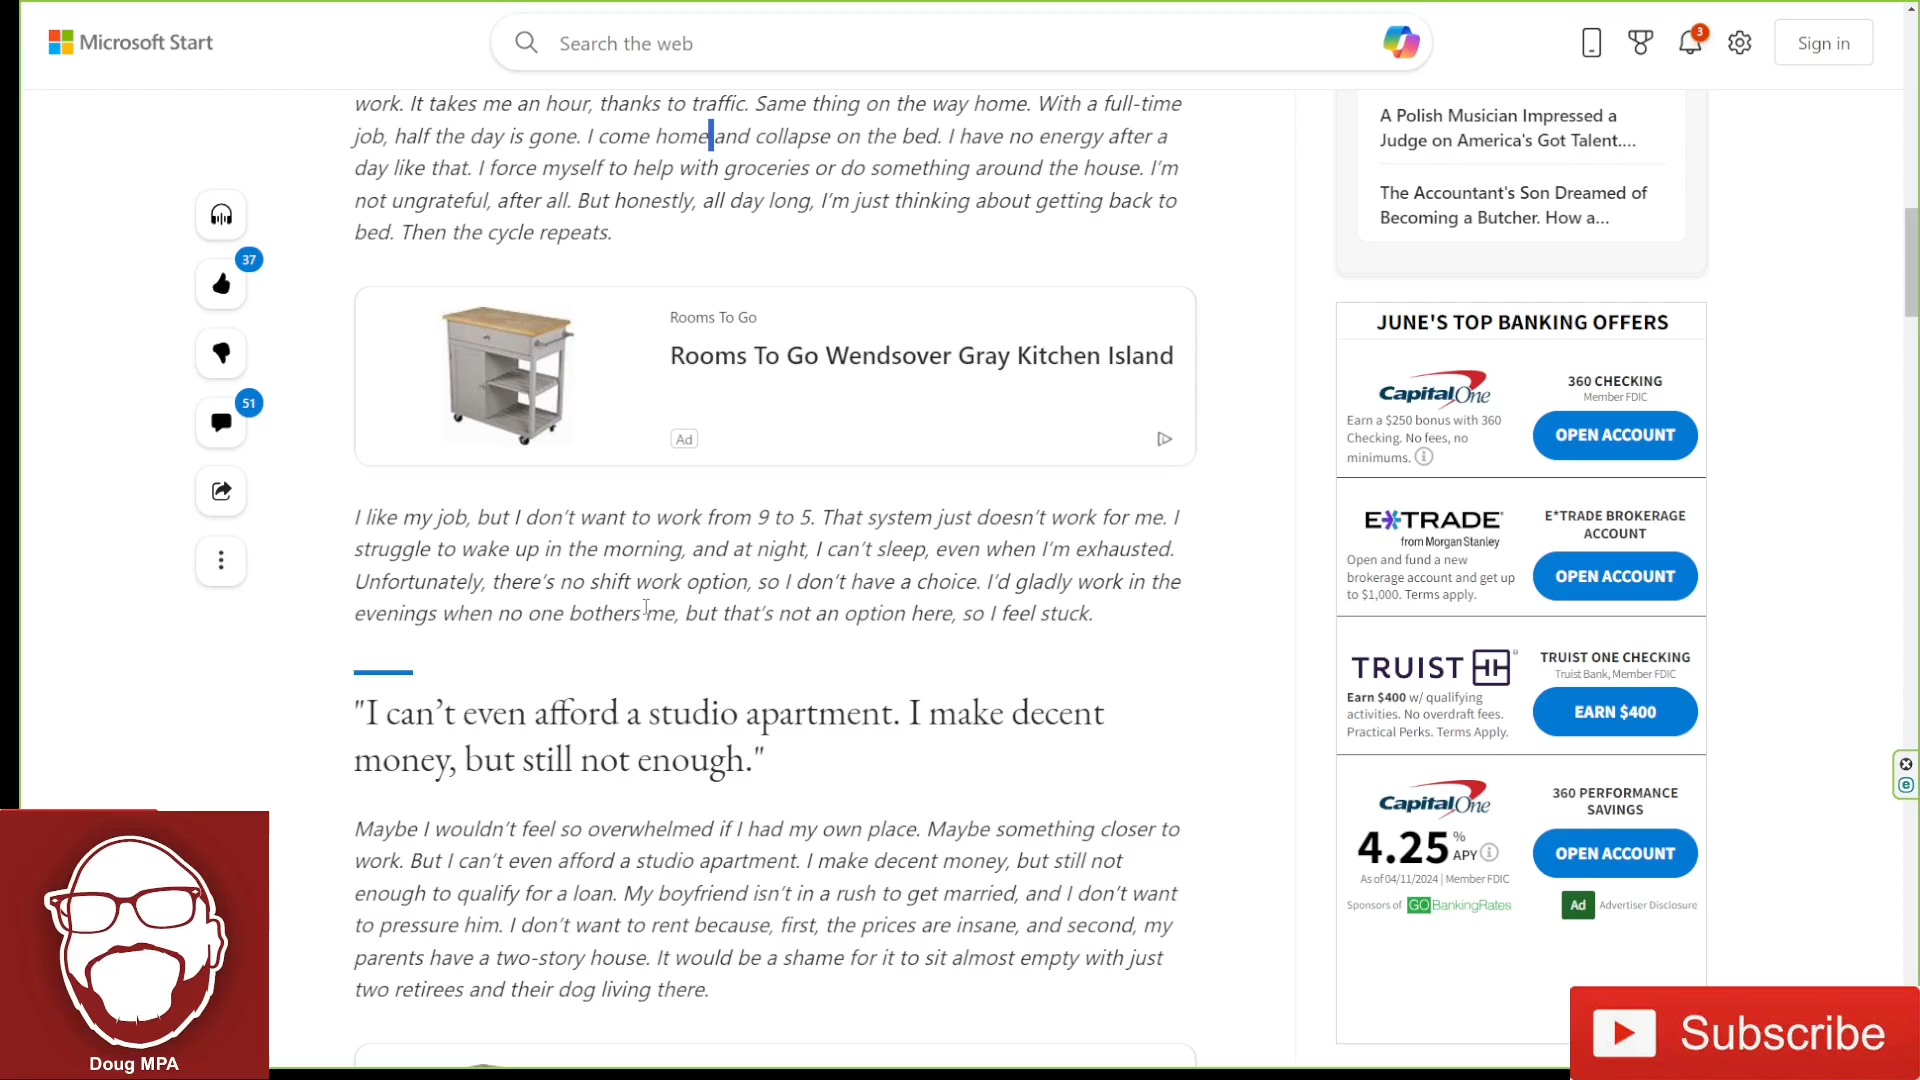 Microsoft Start
Search the web
3
Sign in
work. It takes me an hour, thanks to traffic. Same thing on the way home. With a full-time
job, half the day is gone. I come home and collapse on the bed. I have no energy after a
day like that. I force myself to help with groceries or do something around the house. I’m
not ungrateful, after all. But honestly, all day long, I’m just thinking about getting back to
bed. Then the cycle repeats.
37
51
Rooms To Go
Rooms To Go Wendsover Gray Kitchen Island
Ad
I like my job, but I don’t want to work from 9 to 5. That system just doesn’t work for me. I
struggle to wake up in the morning, and at night, I can’t sleep, even when I’m exhausted.
Unfortunately, there’s no shift work option, so I don’t have a choice. I’d gladly work in the
evenings when no one bothers me, but that’s not an option here, so I feel stuck.
"I can’t even afford a studio apartment. I make decent
money, but still not enough."
Maybe I wouldn’t feel so overwhelmed if I had my own place. Maybe something closer to
work. But I can’t even afford a studio apartment. I make decent money, but still not
enough to qualify for a loan. My boyfriend isn’t in a rush to get married, and I don’t want
to pressure him. I don’t want to rent because, first, the prices are insane, and second, my
parents have a two-story house. It would be a shame for it to sit almost empty with just
two retirees and their dog living there.
A Polish Musician Impressed a
Judge on America's Got Talent....
The Accountant's Son Dreamed of
Becoming a Butcher. How a...
JUNE'S TOP BANKING OFFERS
Capital One
Earn a $250 bonus with 360
Checking. No fees, no
minimums.
360 CHECKING
Member FDIC
OPEN ACCOUNT
E*TRADE
from Morgan Stanley
Open and fund a new
brokerage account and get up
to $1,000. Terms apply.
E*TRADE BROKERAGE
ACCOUNT
OPEN ACCOUNT
TRUIST
Earn $400 w/ qualifying
activities. No overdraft fees.
Practical Perks. Terms Apply.
TRUIST ONE CHECKING
Truist Bank, Member FDIC
EARN $400
Capital One
4.25 % APY
As of 04/11/2024 | Member FDIC
360 PERFORMANCE
SAVINGS
OPEN ACCOUNT
Sponsors of GOBankingRates
Ad Advertiser Disclosure
Doug MPA
Subscribe